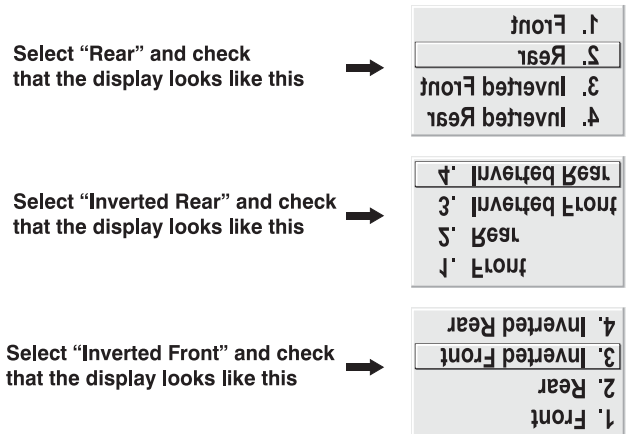 Select “Rear” and check
that the display looks like this
1. Front
2. Rear
3. Inverted Front
4. Inverted Rear
Select “Inverted Rear” and check
that the display looks like this
4. Inverted Rear
3. Inverted Front
2. Rear
1. Front
Select “Inverted Front” and check
that the display looks like this
4. Inverted Rear
3. Inverted Front
2. Rear
1. Front